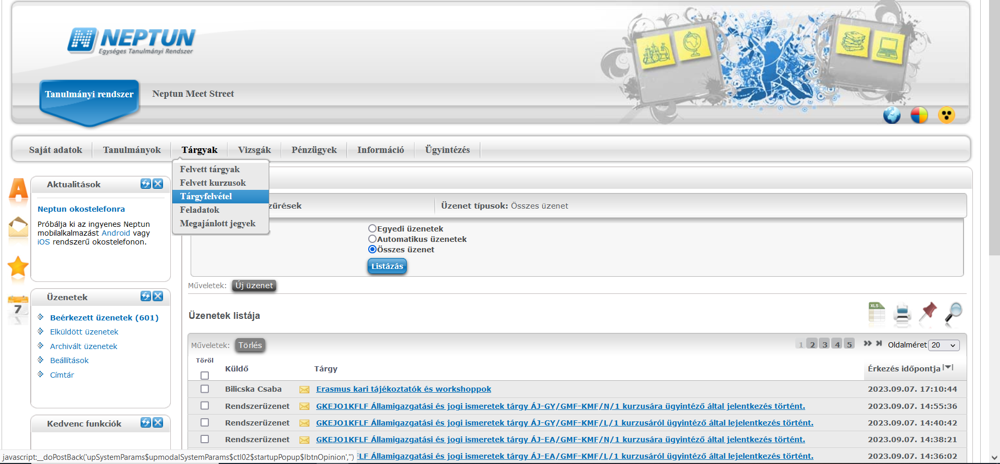 NEPTUN
Egységes Tanulmányi Rendszer
Tanulmányi rendszer
Neptun Meet Street
Saját adatok
Tanulmányok
Tárgyak
Vizsgák
Pénzügyek
Információ
Ügyintézés
Felvett tárgyak
Felvett kurzusok
Tárgyfelvétel
Feladatok
Megajánlott jegyek
Aktualitások
Neptun okostelefonra
Próbálja ki az ingyenes Neptun
mobilalkalmazást Android vagy
iOS rendszerű okostelefonon.
7
Üzenetek
Beérkezett üzenetek (601)
Elküldött üzenetek
Archivált üzenetek
Beállítások
Címtár
Kedvenc funkciók
zűrések
Üzenet típusok: Összes üzenet
Egyedi üzenetek
Automatikus üzenetek
Összes üzenet
Listázás
Műveletek: Új üzenet
Üzenetek listája
XLS
Műveletek: Törlés
1 2 3 4 5 Oldalméret 20
Töröl Küldő Tárgy Érkezés időpontja
Bilicska Csaba Erasmus kari tájékoztatók és workshoppok 2023.09.07. 17:10:44
Rendszerüzenet GKEJO1KFLF Államigazgatási és jogi ismeretek tárgy ÁJ-GY/GMF-KMF/N/1 kurzusára ügyintéző által jelentkezés történt. 2023.09.07. 14:55:36
Rendszerüzenet GKEJO1KFLF Államigazgatási és jogi ismeretek tárgy ÁJ-GY/GMF-KMF/L/1 kurzusáról ügyintéző által lejelentkezés történt. 2023.09.07. 14:40:42
Rendszerüzenet GKEJO1KFLF Államigazgatási és jogi ismeretek tárgy ÁJ-EA/GMF-KMF/N/1 kurzusára ügyintéző által jelentkezés történt. 2023.09.07. 14:38:21
FLF Államigazgatási és jogi ismeretek tárgy ÁJ-EA/GMF-KMF/L/1 kurzusáról ügyintéző által lejelentkezés történt. 2023.09.07. 14:36:02
javascript:__doPostBack('upSystemParams$upmodalSystemParams$ctl02$startupPopup$lbtnOpinion','')